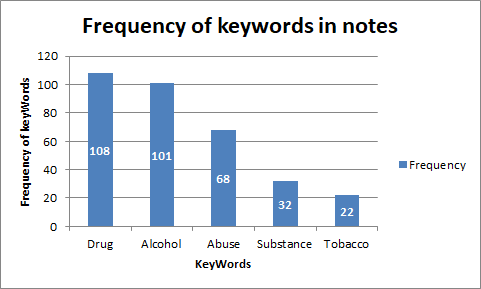 Frequency of keywords in notes
Frequency of keyWords
120
100
80
60
40
20
0
108
101
68
32
22
Drug
Alcohol
Abuse
Substance
Tobacco
KeyWords
Frequency